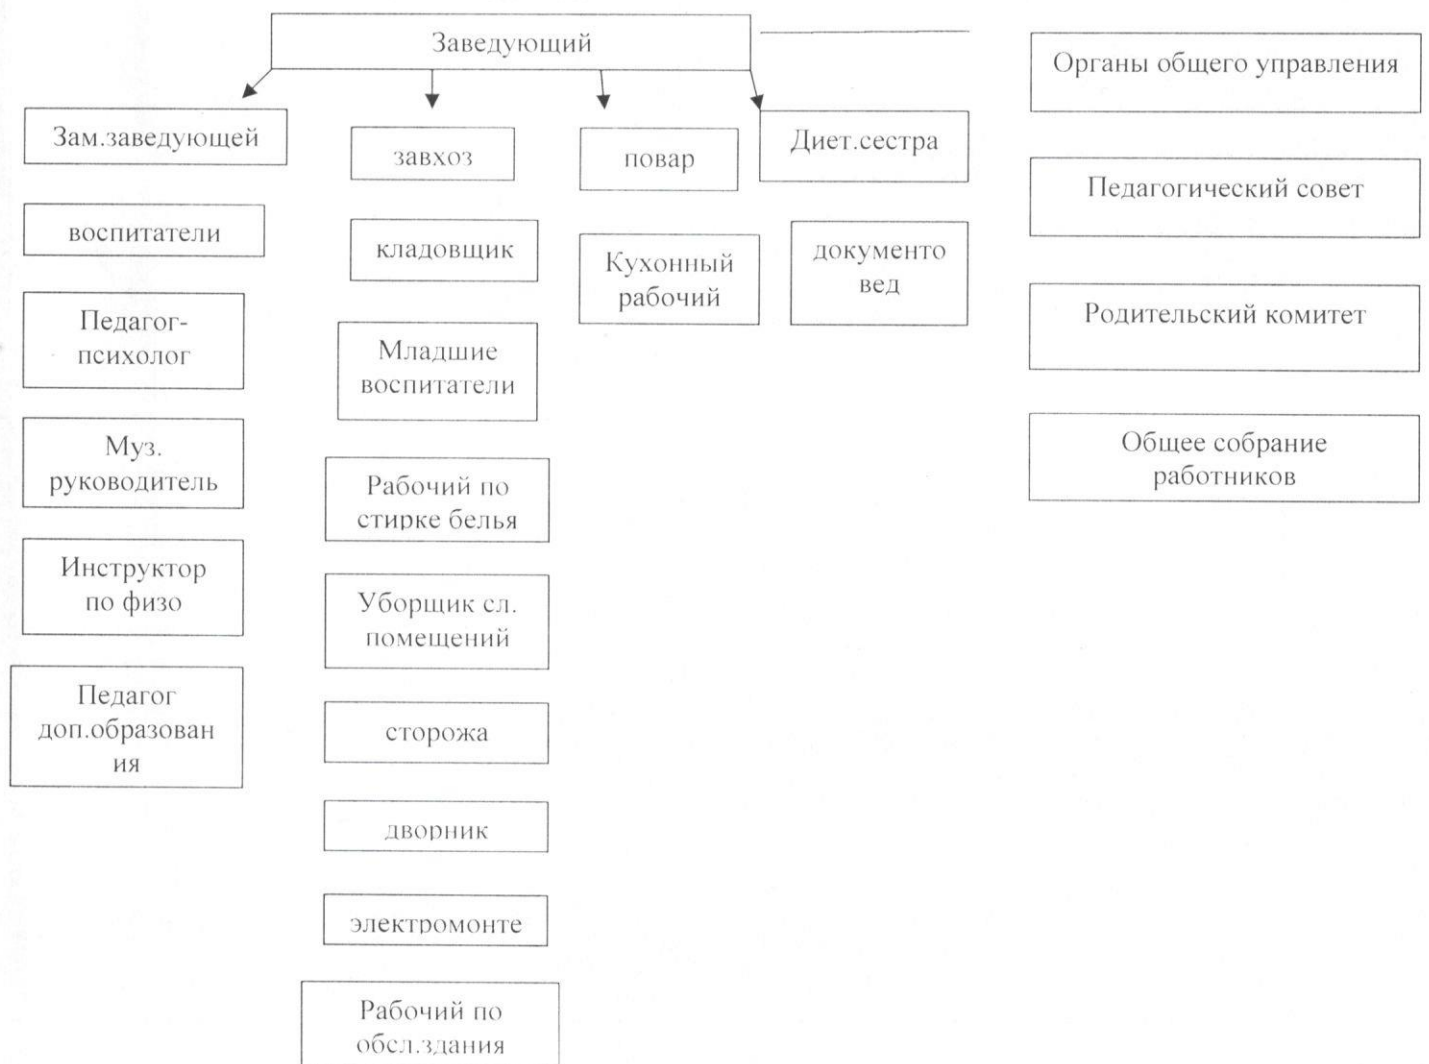 Заведующий
Зам.заведующей
воспитатели
Педагог-
психолог
Муз.
руководитель
Инструктор
по физо
Педагог
доп.образован
ия
завхоз
кладовщик
Младшие
воспитатели
Рабочий по
стирке белья
Уборщик сл.
помещений
сторожа
дворник
электромонте
Рабочий по
обсл.здания
повар
Кухонный
рабочий
Диет.сестра
документо
вед
Органы общего управления
Педагогический совет
Родительский комитет
Общее собрание
работников